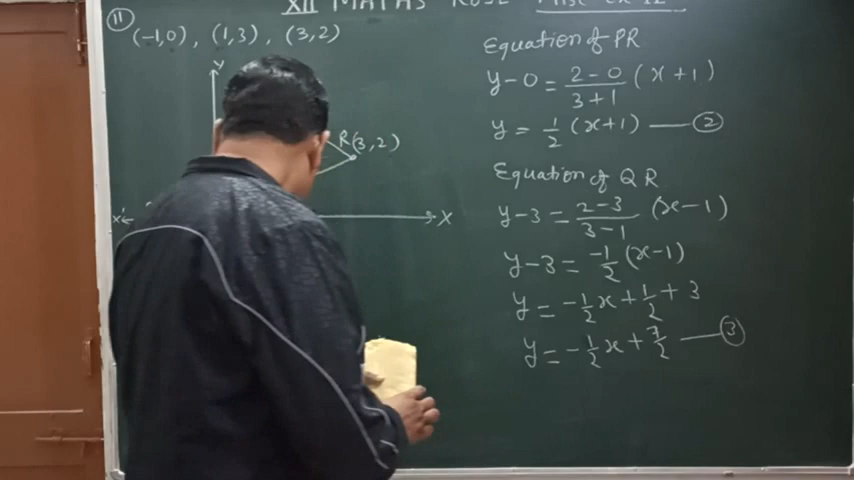 XII MATHS
11 (-1,0), (1,3), (3,2)
Y
R(3,2)
X' X
Equation of PR
y-0 = 2-0/3+1 (x+1)
y = 1/2 (x+1) — 2
Equation of QR
y-3 = 2-3/3-1 (x-1)
y-3 = -1/2 (x-1)
y = -1/2 x + 1/2 + 3
y = -1/2 x + 7/2 — 3